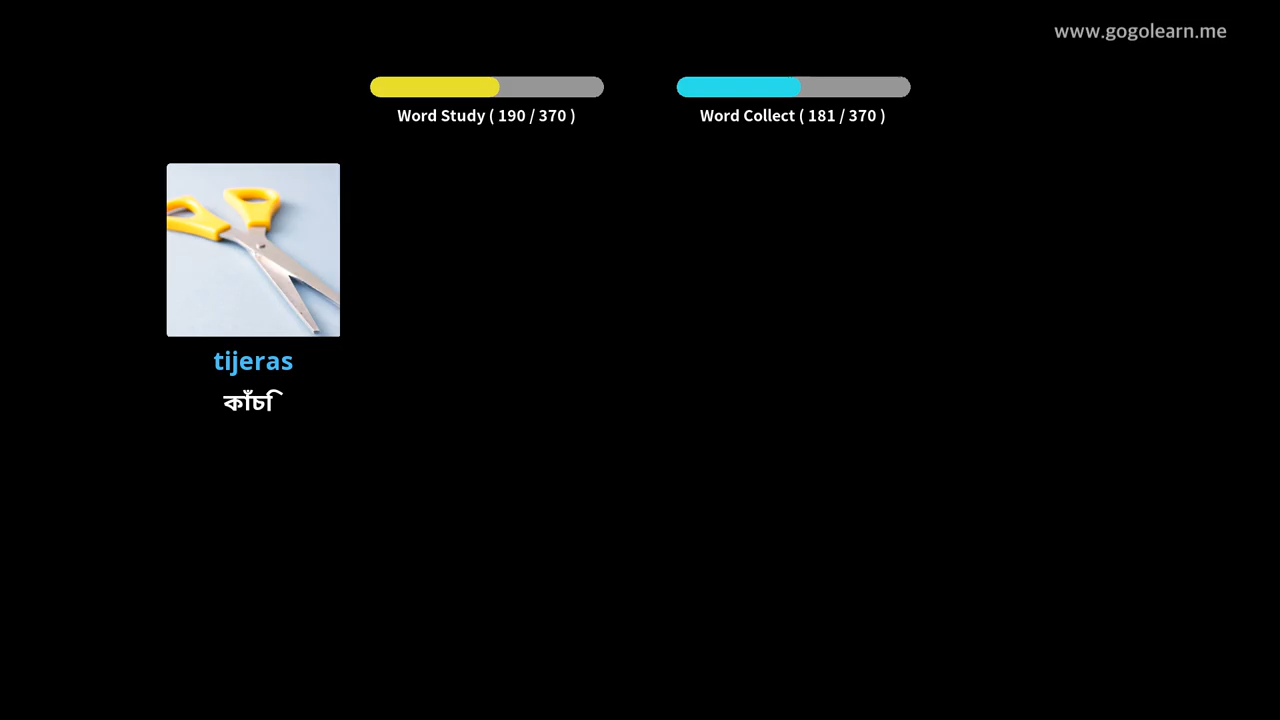 www.gogolearn.me
Word Study ( 190 / 370 )
Word Collect ( 181 / 370 )
tijeras
কাঁচি